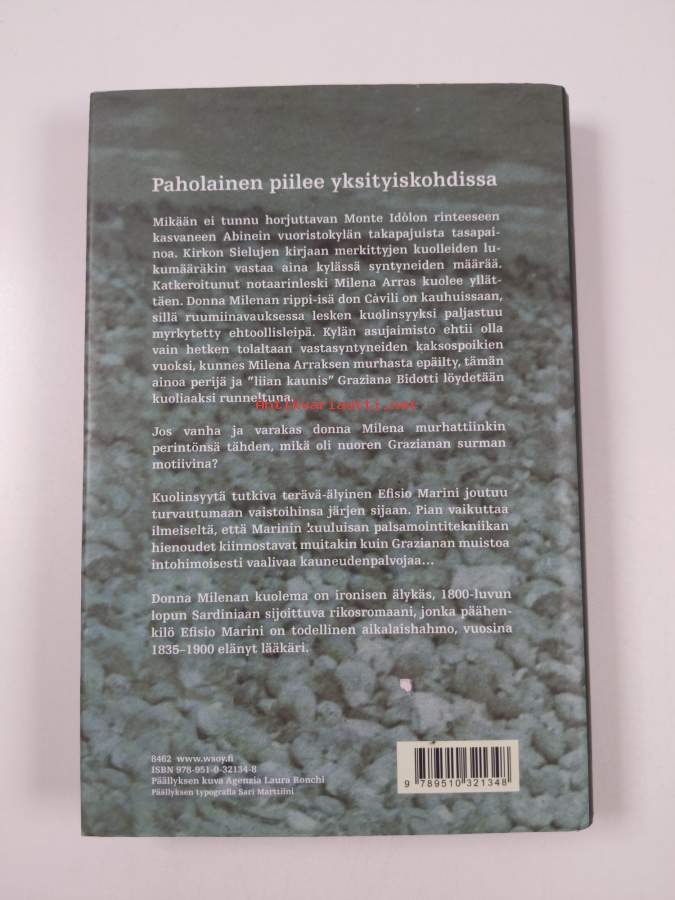 Paholainen piilee yksityiskohdissa
Mikään ei tunnu horjuttavan Monte Idòlon rinteeseen
kasvaneen Abinein vuoristokylän takapajuista tasapai-
noa. Kirkon Sielujen kirjaan merkittyjen kuolleiden lu-
kumääräkin vastaa aina kylässä syntyneiden määrää.
Katkeroitunut notaarinleski Milena Arras kuolee yllät-
täen. Donna Milenan rippi-isä don Càvili on kauhuissaan,
sillä ruumiinavauksessa lesken kuolinsyyksi paljastuu
myrkytetty ehtoollisleipä. Kylän asujaimisto ehtii olla
vain hetken tolaltaan vastasyntyneiden kaksospoikien
vuoksi, kunnes Milena Arraksen murhasta epäilty, tämän
ainoa perijä ja "liian kaunis" Graziana Bidotti löydetään
kuoliaaksi runneltuna.
Antikvariaatti.net
Jos vanha ja varakas donna Milena murhattiinkin
perintönsä tähden, mikä oli nuoren Grazianan surman
motiivina?
Kuolinsyytä tutkiva terävä-älyinen Efisio Marini joutuu
turvautumaan vaistoihinsa järjen sijaan. Pian vaikuttaa
ilmeiseltä, että Marinin kuuluisan palsamointitekniikan
hienoudet kiinnostavat muitakin kuin Grazianan muistoa
intohimoisesti vaalivaa kauneudenpalvojaa...
Donna Milenan kuolema on ironisen älykäs, 1800-luvun
lopun Sardiniaan sijoittuva rikosromaani, jonka päähen-
kilö Efisio Marini on todellinen aikalaishahmo, vuosina
1835–1900 elänyt lääkäri.
8462 www.wsoy.fi
ISBN 978-951-0-32134-8
Päällyksen kuva Agenzia Laura Ronchi
Päällyksen typografia Sari Marttiini
9 789510 321348